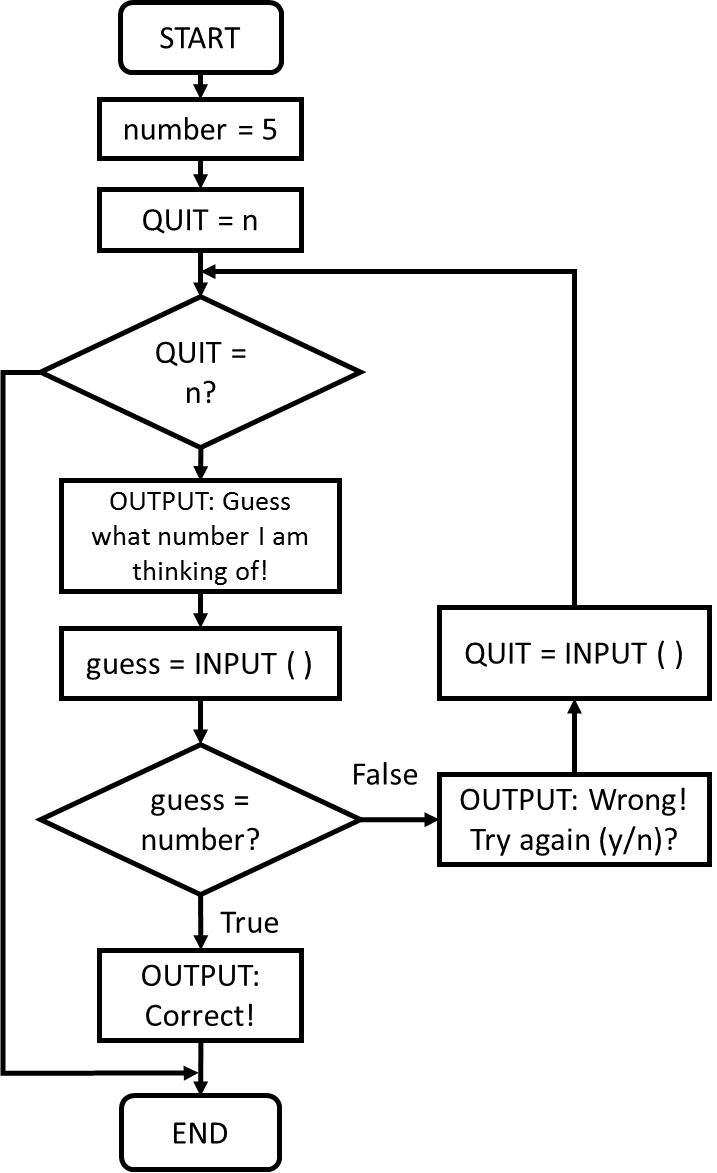 START
number = 5
QUIT = n
QUIT =
n?
OUTPUT: Guess
what number I am
thinking of!
guess = INPUT ( )
guess =
number?
False
OUTPUT: Wrong!
Try again (y/n)?
QUIT = INPUT ( )
True
OUTPUT:
Correct!
END